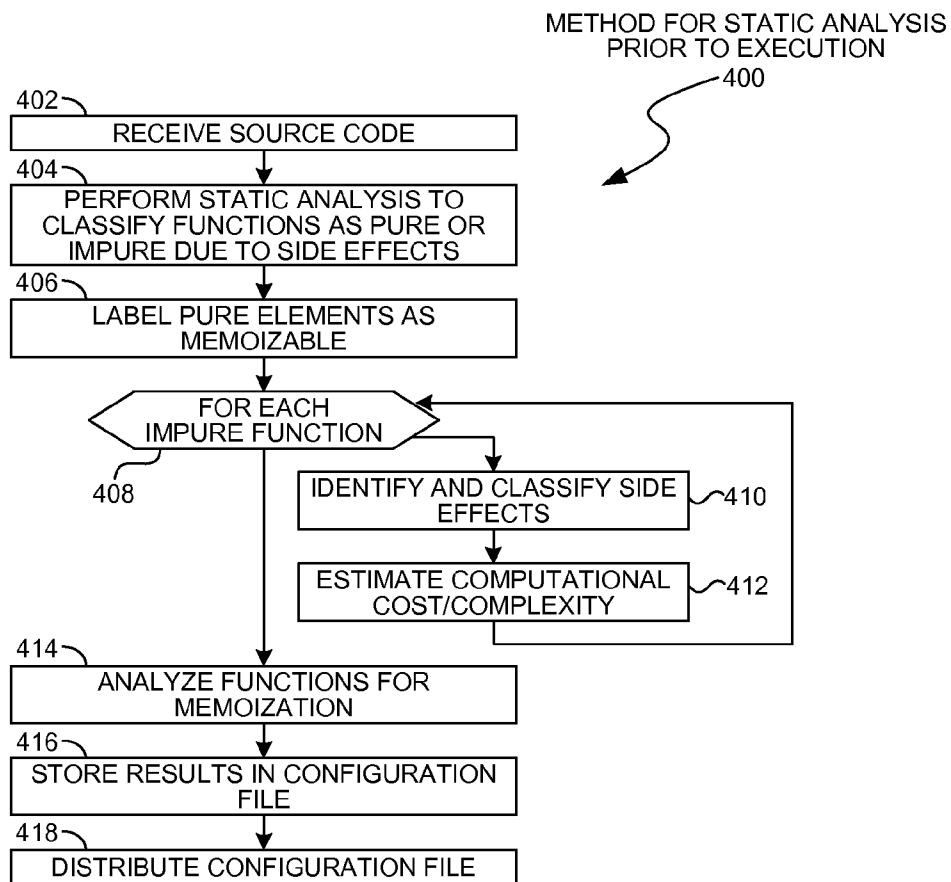 METHOD FOR STATIC ANALYSIS
PRIOR TO EXECUTION
400
402
RECEIVE SOURCE CODE
404
PERFORM STATIC ANALYSIS TO
CLASSIFY FUNCTIONS AS PURE OR
IMPURE DUE TO SIDE EFFECTS
406
LABEL PURE ELEMENTS AS
MEMOIZABLE
FOR EACH
IMPURE FUNCTION
408
IDENTIFY AND CLASSIFY SIDE
EFFECTS
410
ESTIMATE COMPUTATIONAL
COST/COMPLEXITY
412
414
ANALYZE FUNCTIONS FOR
MEMOIZATION
416
STORE RESULTS IN CONFIGURATION
FILE
418
DISTRIBUTE CONFIGURATION FILE